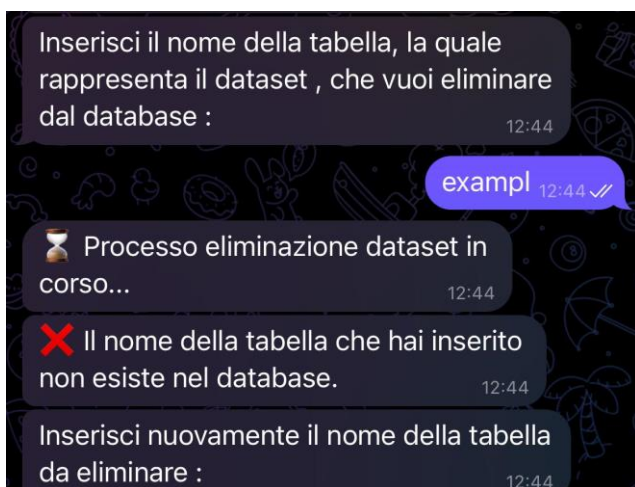 Inserisci il nome della tabella, la quale
rappresenta il dataset , che vuoi eliminare
dal database :
12:44
exampl 12:44
⏳ Processo eliminazione dataset in
corso...
12:44
❌ Il nome della tabella che hai inserito
non esiste nel database.
12:44
Inserisci nuovamente il nome della tabella
da eliminare :
12:44